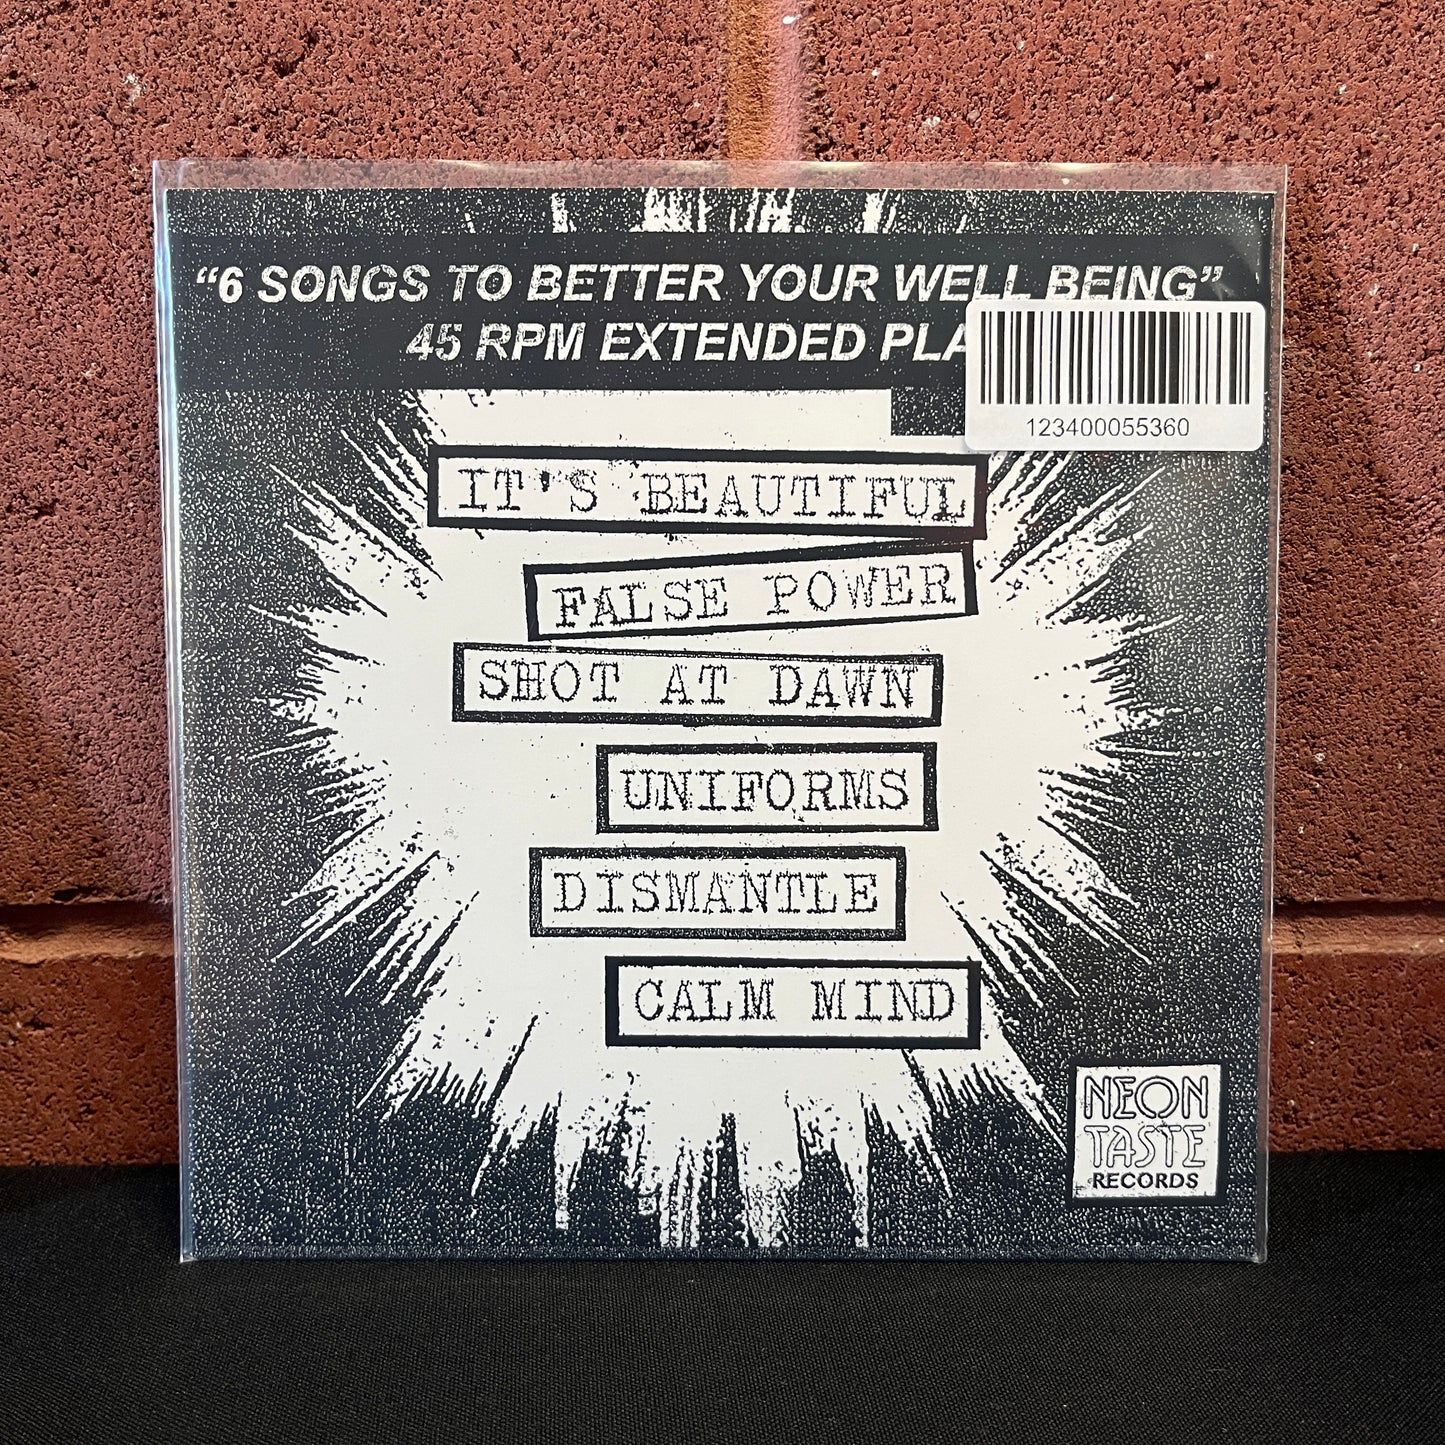 “6 SONGS TO BETTER YOUR WELL BEING”
45 RPM EXTENDED
123400055360
IT'S BEAUTIFUL
FALSE POWER
SHOT AT DAWN
UNIFORMS
DISMANTLE
CALM MIND
NEON
TASTE
RECORDS